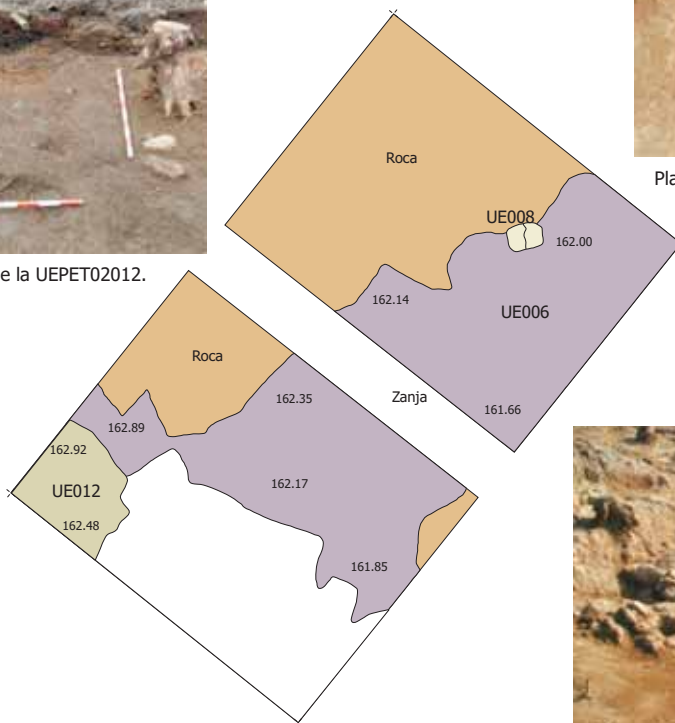 Roca
UE008
162.00
162.14
UE006
161.66
Zanja
e la UEPET02012.
Roca
162.35
162.89
162.92
162.17
UE012
162.48
161.85
Pla